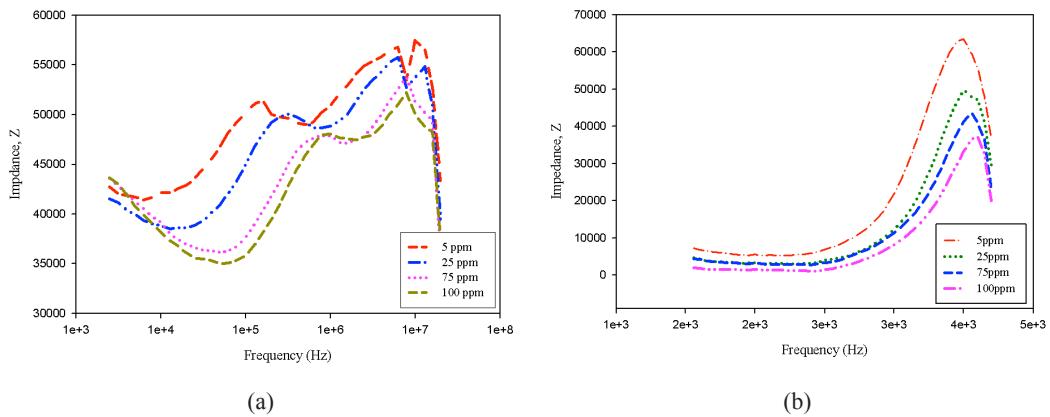 (a)
Impdance, Z
60000
55000
50000
45000
40000
35000
30000
1e+3 1e+4 1e+5 1e+6 1e+7 1e+8
Frequency (Hz)
5 ppm
25 ppm
75 ppm
100 ppm
(b)
Impedance, Z
70000
60000
50000
40000
30000
20000
10000
0
1e+3 2e+3 2e+3 3e+3 3e+3 4e+3 4e+3 5e+3
Frequency (Hz)
5ppm
25ppm
75ppm
100ppm